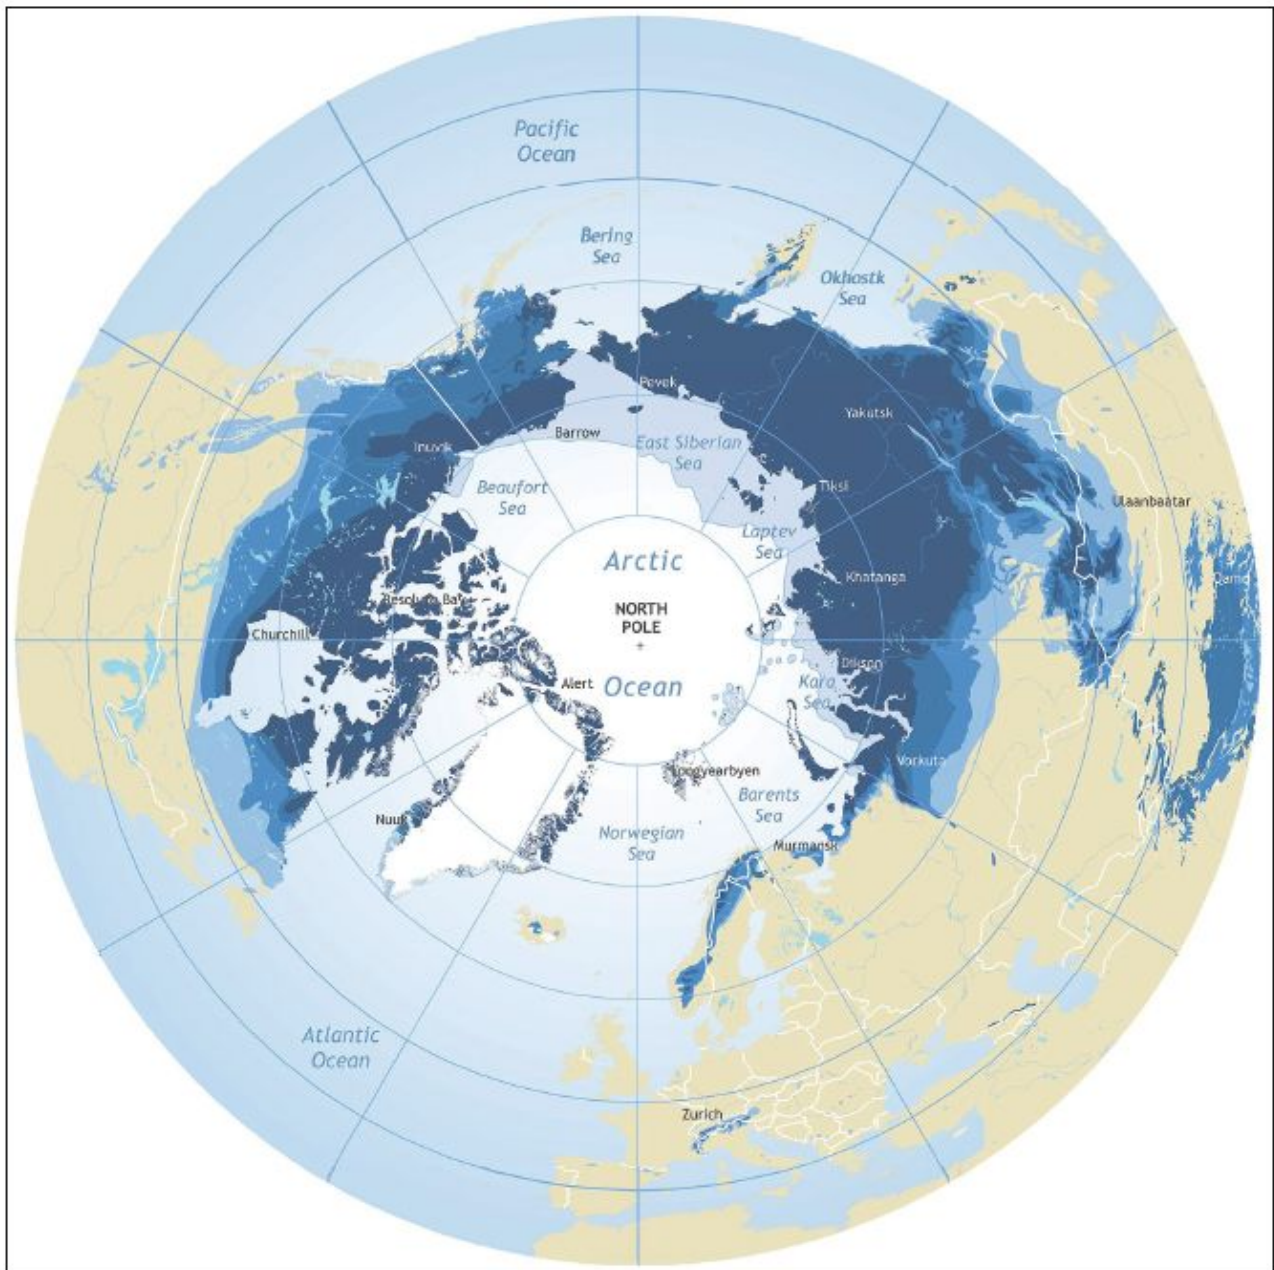 Pacific
Ocean
Bering
Sea
Okhostk
Sea
Pevek
Yakutsk
Barrow
East Siberian
Sea
Inuvik
Beaufort
Sea
Tiksi
Ulaanbaatar
Laptev
Sea
Arctic
Khatanga
Resolute Bay
NORTH
POLE
Churchill
Dikson
Alert
Ocean
Kara
Sea
Vorkuta
Longyearbyen
Barents
Sea
Nuuk
Norwegian
Sea
Murmansk
Atlantic
Ocean
Zurich